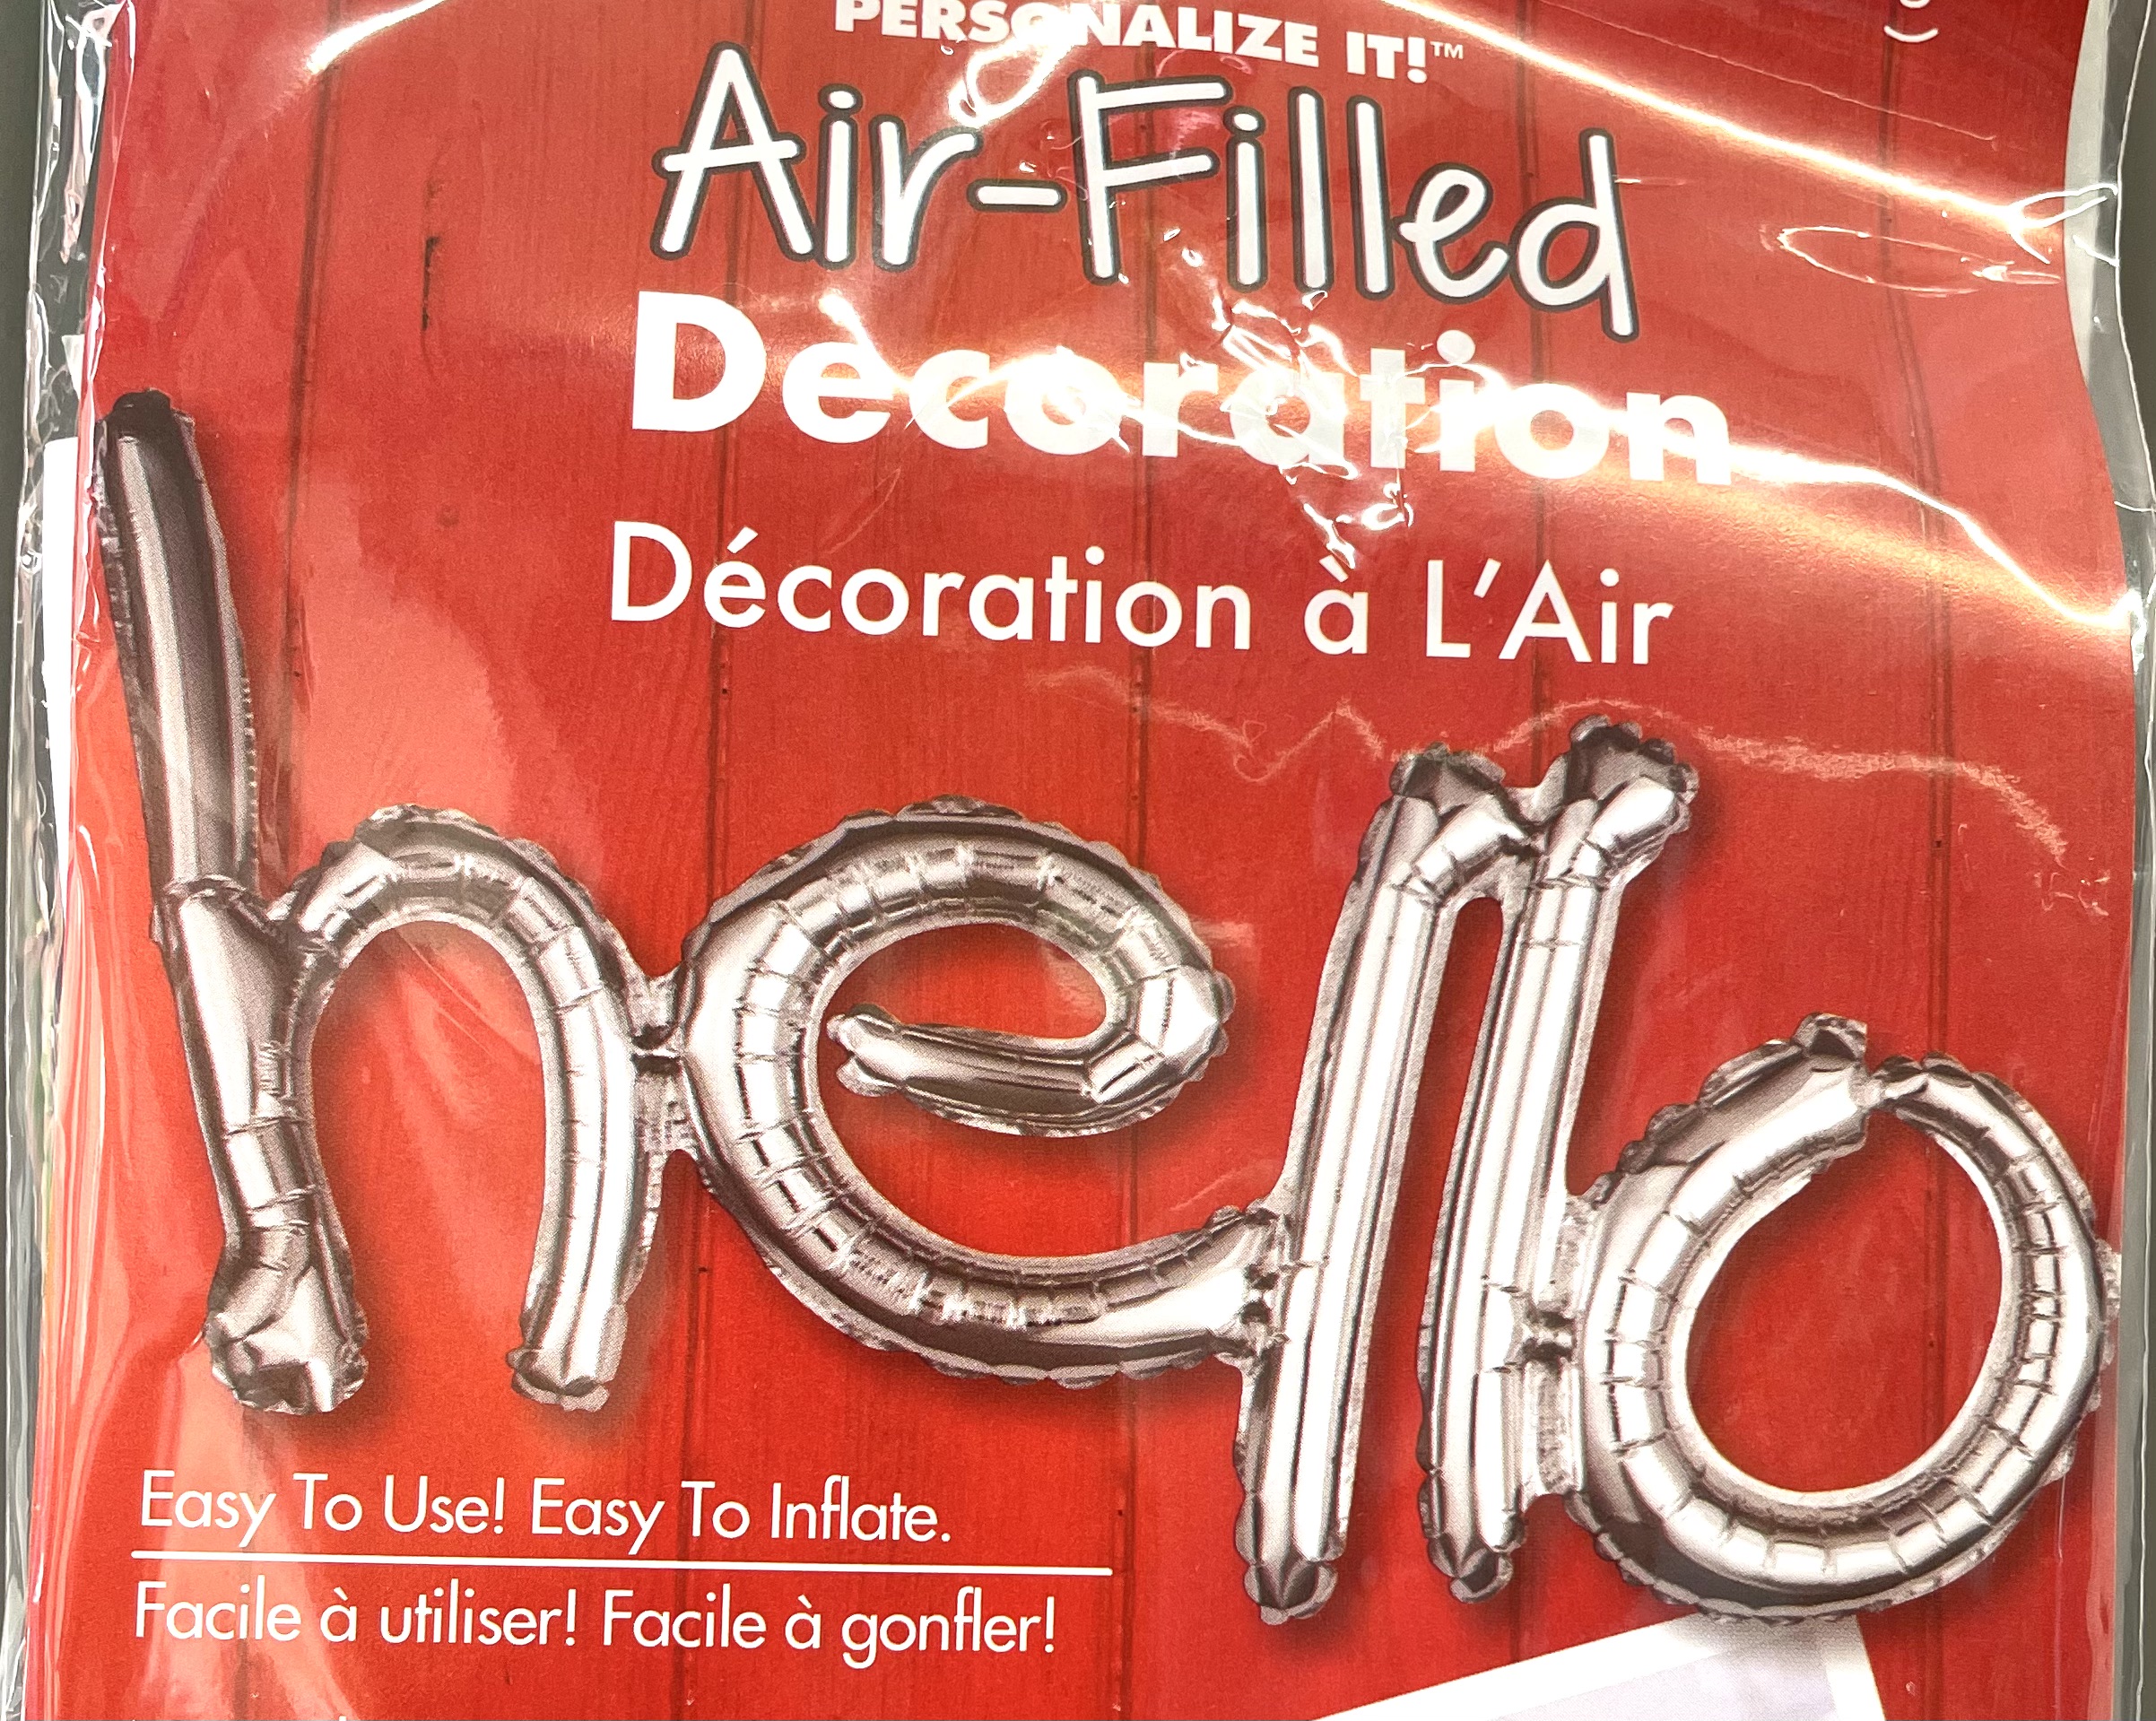 PERSONALIZE IT!™
Air-Filled
Decoration
Décoration à L'Air
hello
Easy To Use! Easy To Inflate.
Facile à utiliser! Facile à gonfler!